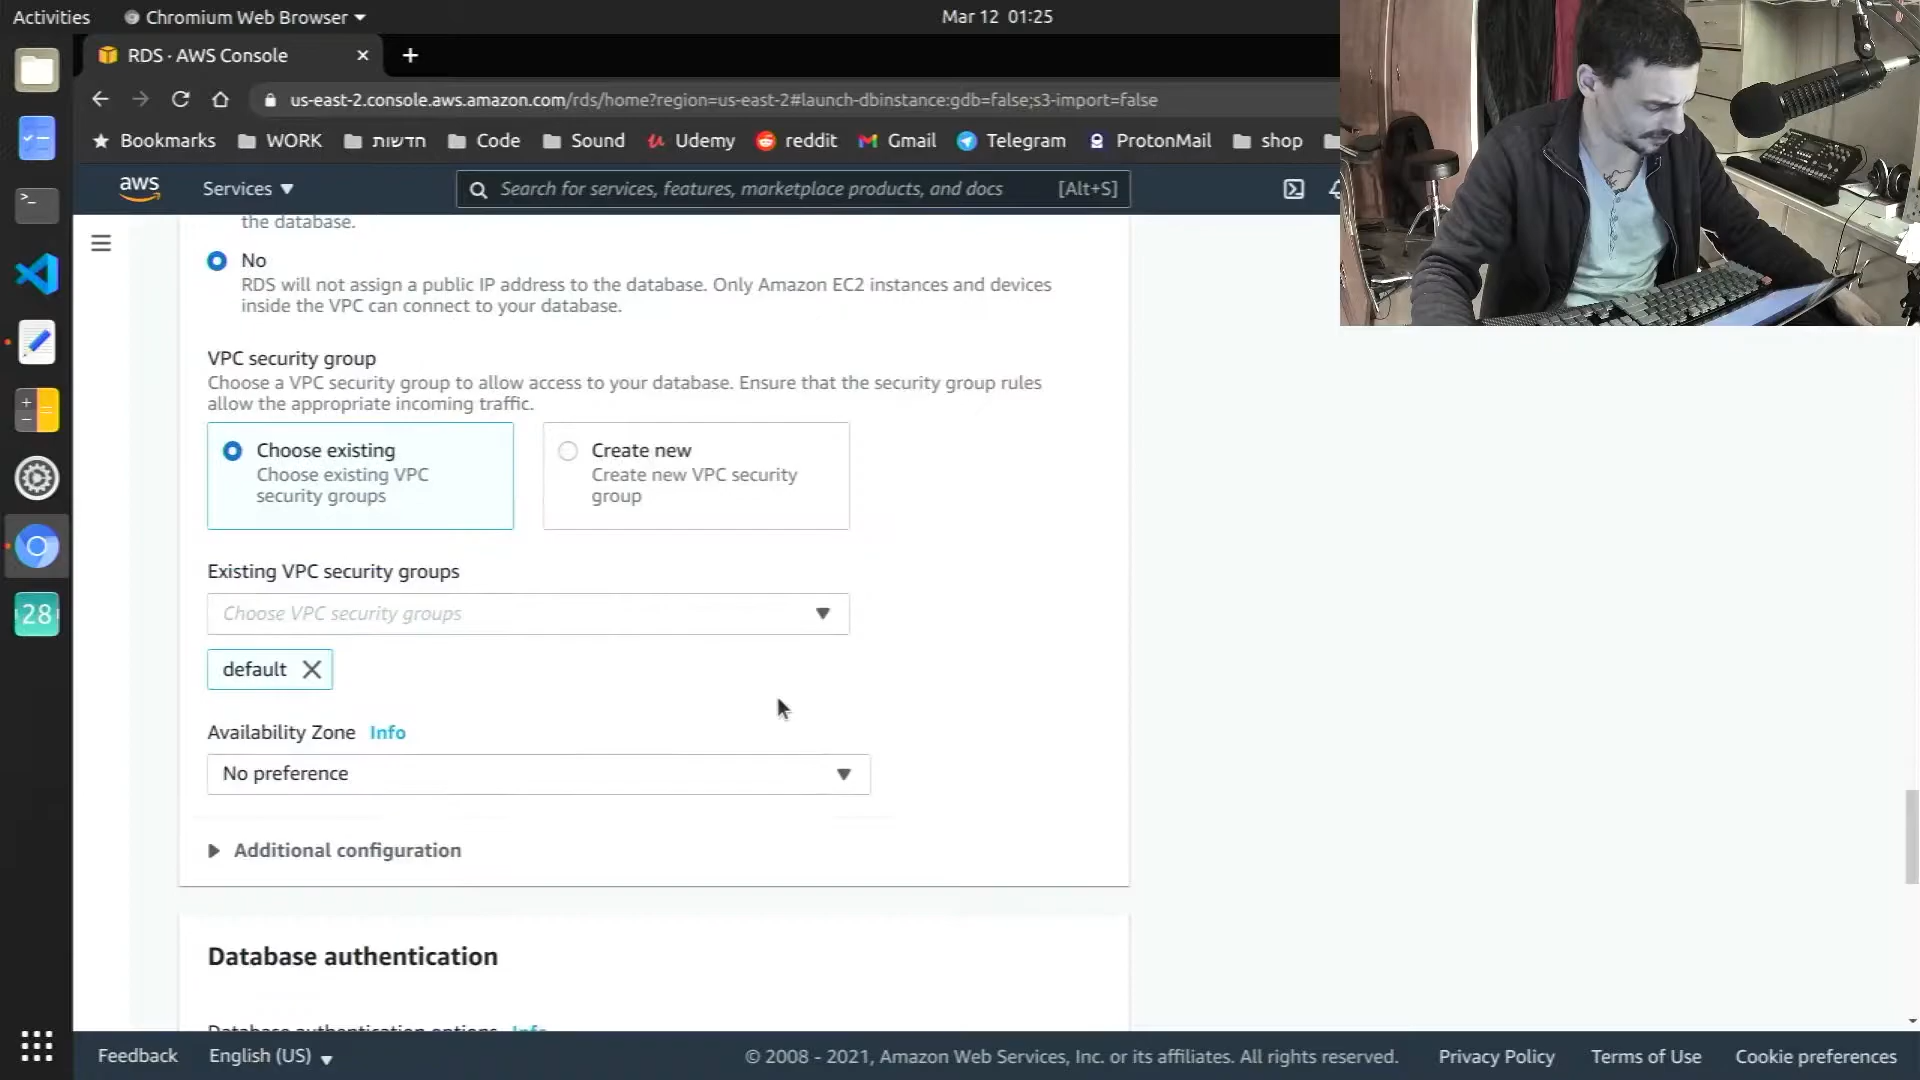 Activities
Chromium Web Browser
Mar 12 01:25
RDS · AWS Console
us-east-2.console.aws.amazon.com/rds/home?region=us-east-2#launch-dbinstance:gdb=false;s3-import=false
Bookmarks
WORK
חדשות
Code
Sound
Udemy
reddit
Gmail
Telegram
ProtonMail
shop
aws
Services
Search for services, features, marketplace products, and docs
[Alt+S]
the database.
No
RDS will not assign a public IP address to the database. Only Amazon EC2 instances and devices
inside the VPC can connect to your database.
VPC security group
Choose a VPC security group to allow access to your database. Ensure that the security group rules
allow the appropriate incoming traffic.
Choose existing
Choose existing VPC
security groups
Create new
Create new VPC security
group
Existing VPC security groups
Choose VPC security groups
default
Availability Zone Info
No preference
Additional configuration
Database authentication
Database authentication options Info
28
Feedback
English (US)
© 2008 - 2021, Amazon Web Services, Inc. or its affiliates. All rights reserved.
Privacy Policy
Terms of Use
Cookie preferences